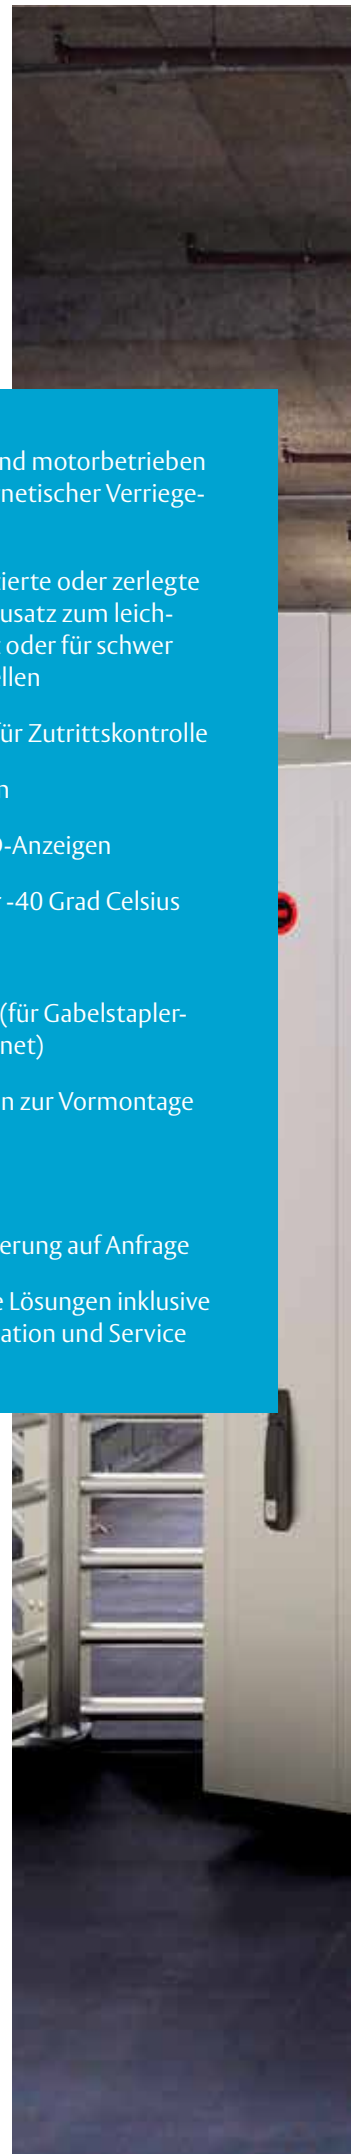 nd motorbetrieben
netischer Verriege-
ierte oder zerlegte
usatz zum leich-
oder für schwer
llen
ür Zutrittskontrolle
n
-Anzeigen
-40 Grad Celsius
(für Gabelstapler-
net)
n zur Vormontage
erung auf Anfrage
e Lösungen inklusive
ation und Service